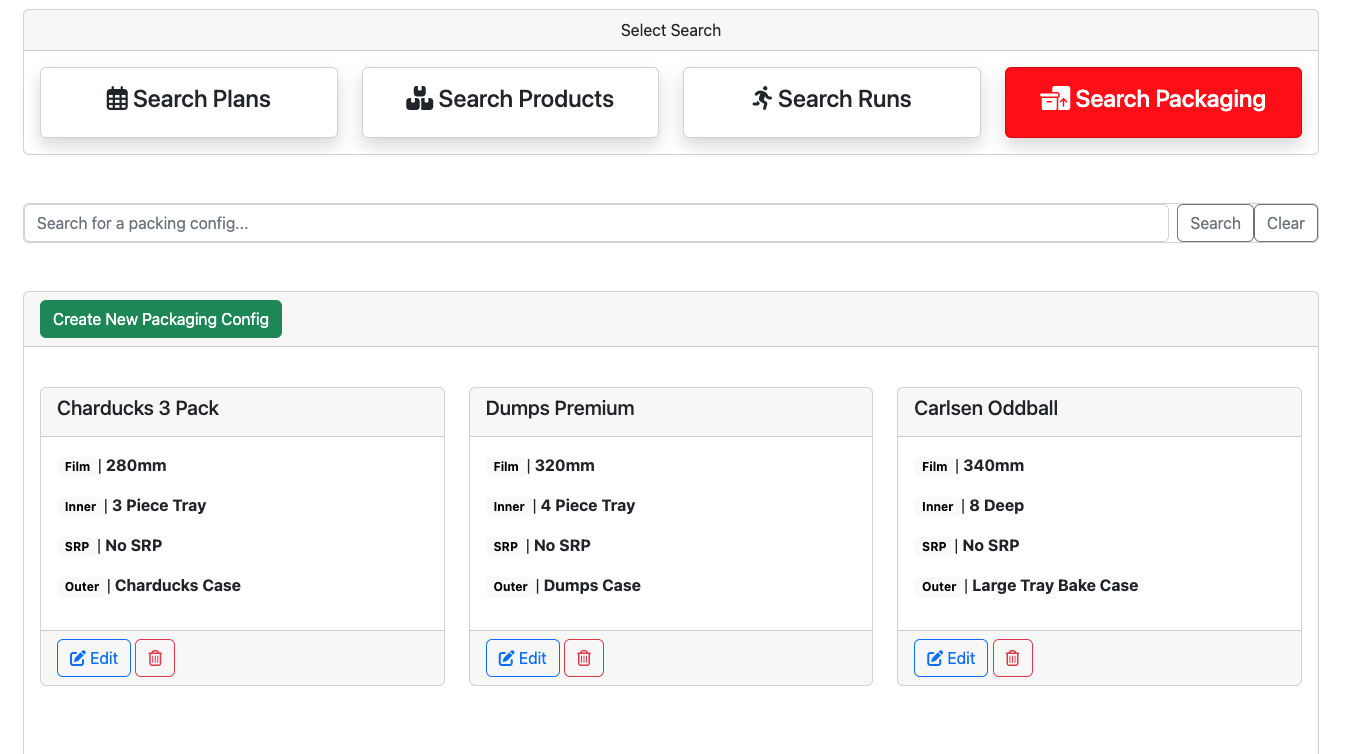 Select Search
Search Plans
Search Products
Search Runs
Search Packaging
Search for a packing config...
Search
Clear
Create New Packaging Config
Charducks 3 Pack
Film | 280mm
Inner | 3 Piece Tray
SRP | No SRP
Outer | Charducks Case
Edit
Dumps Premium
Film | 320mm
Inner | 4 Piece Tray
SRP | No SRP
Outer | Dumps Case
Edit
Carlsen Oddball
Film | 340mm
Inner | 8 Deep
SRP | No SRP
Outer | Large Tray Bake Case
Edit